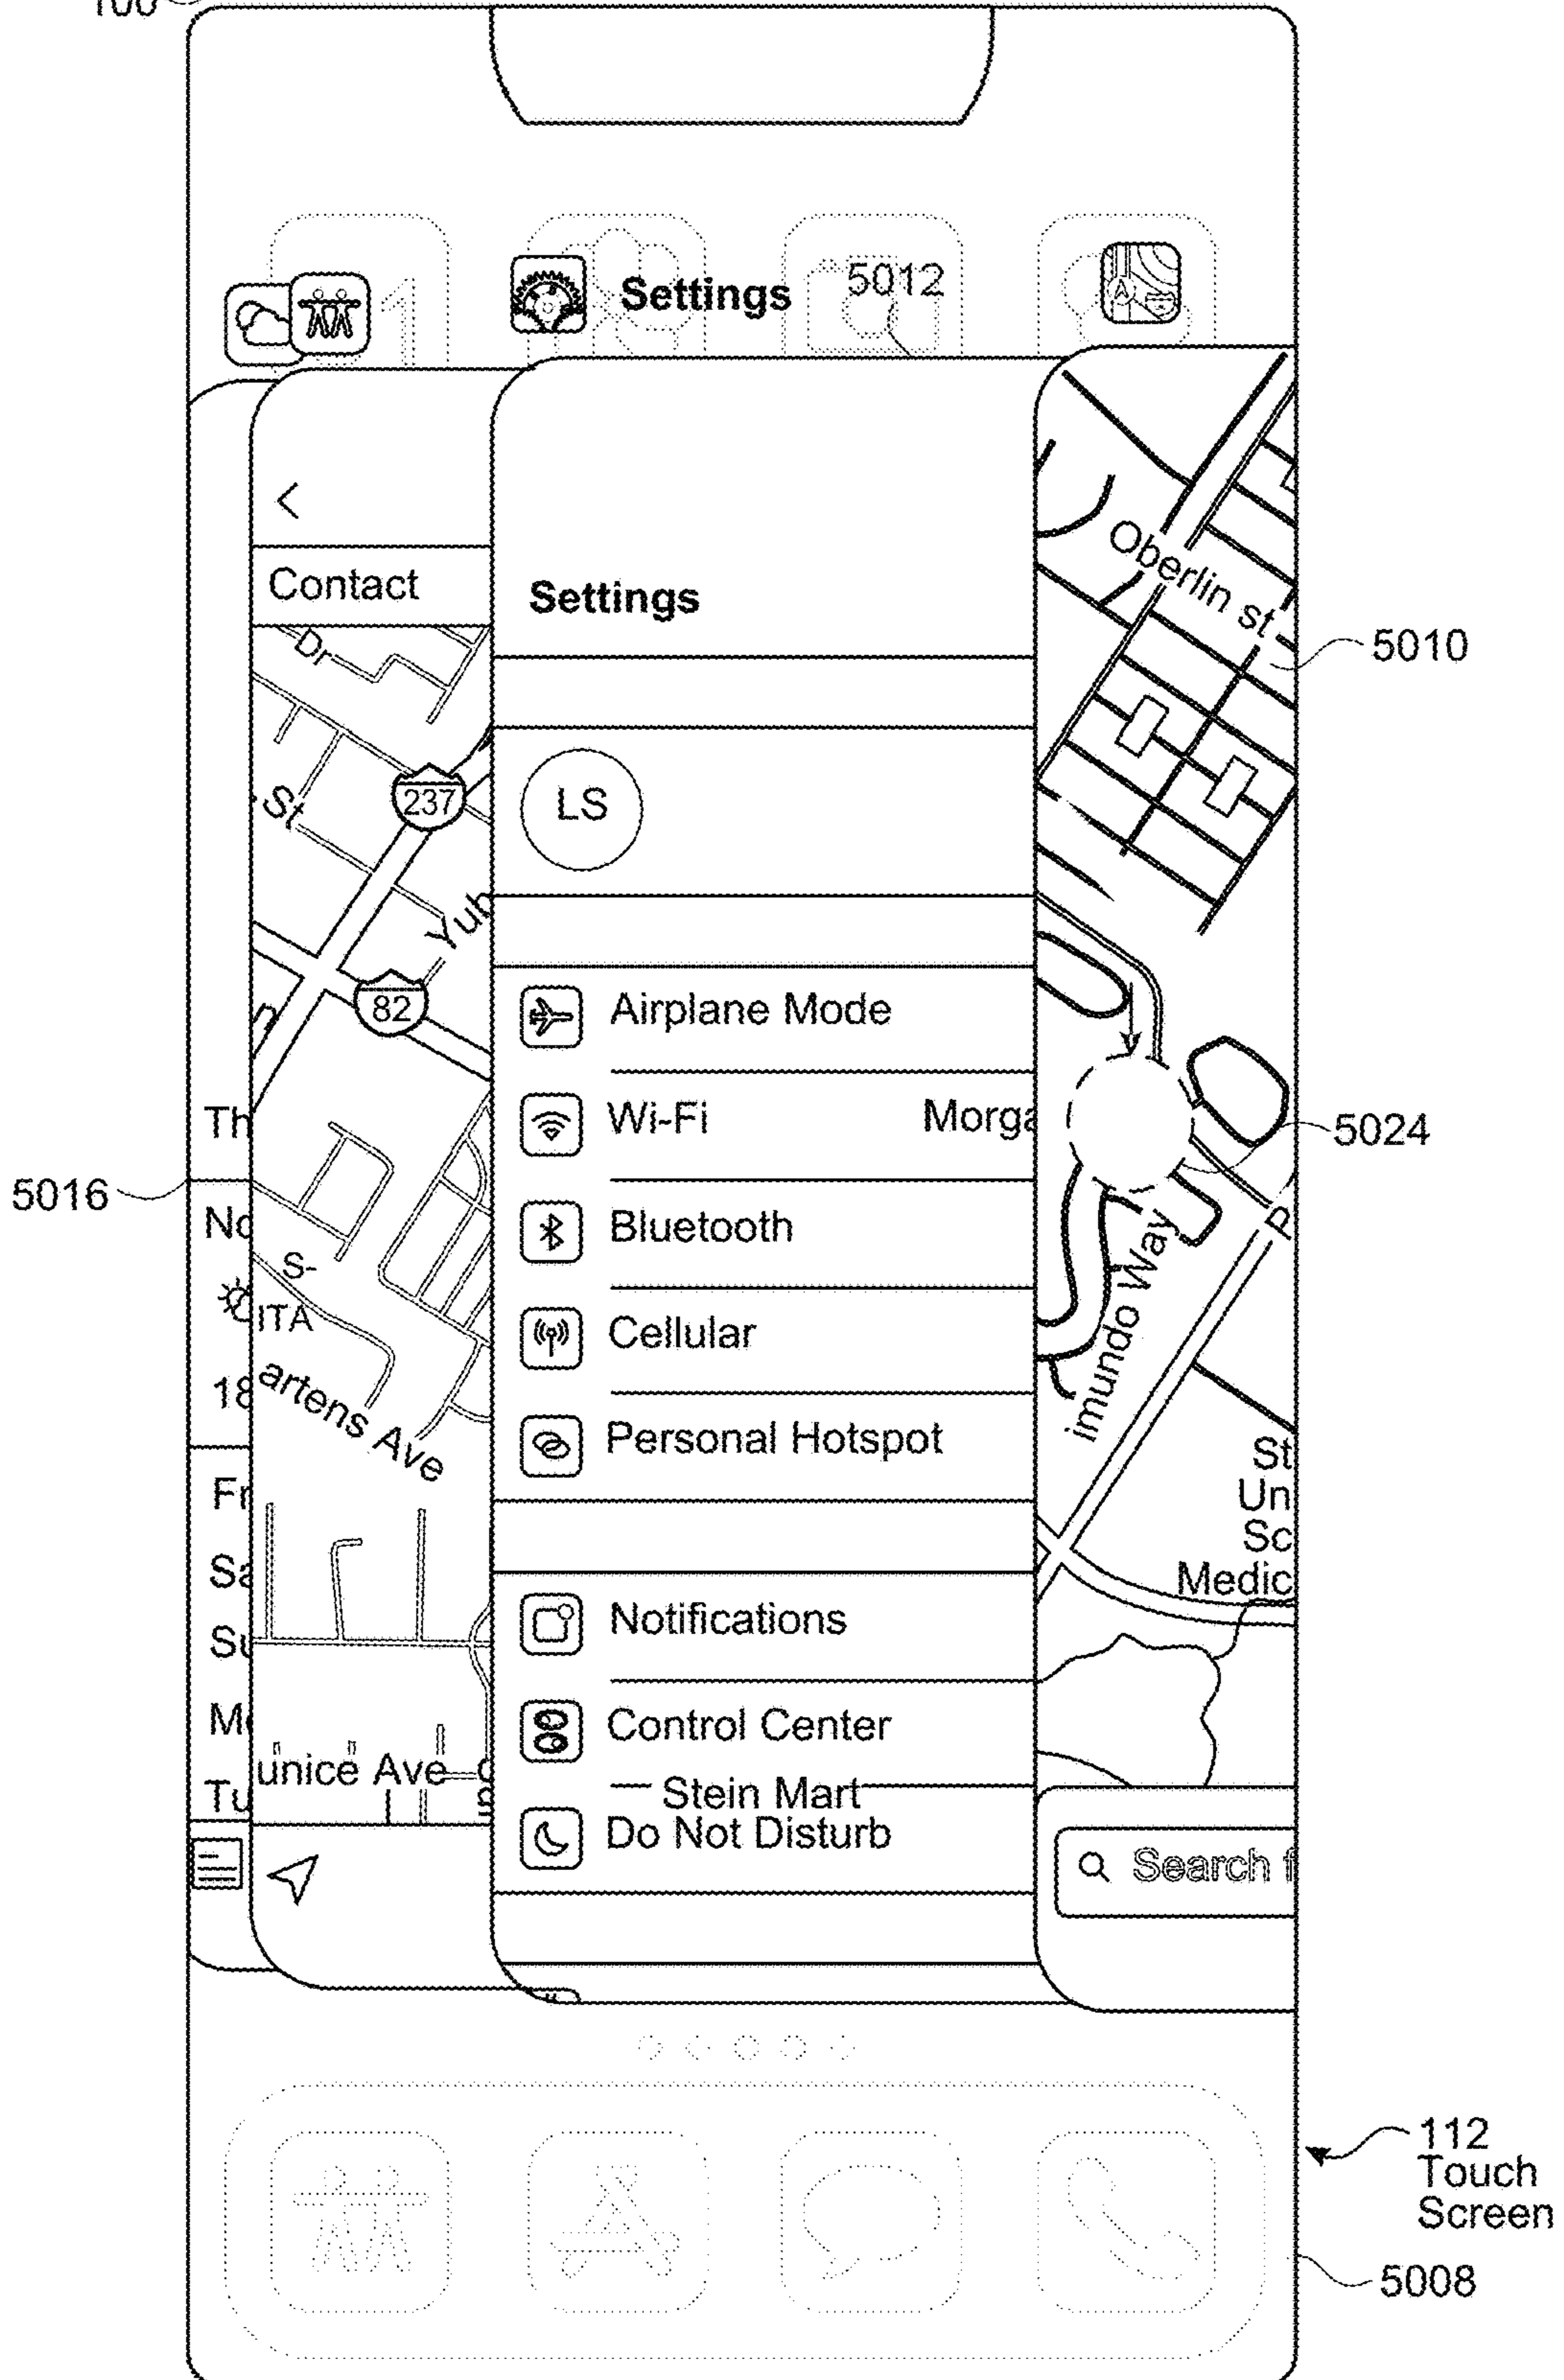 100
Settings
5012
1
<
Contact
Settings
Oberlin st
5010
Dr
St
237
LS
Yub
82
Airplane Mode
Th
Wi-Fi
Morga
5024
5016
No
Bluetooth
P
S-
ITA
Cellular
imundo Way
18
artens Ave
Personal Hotspot
St
Un
Sc
Medic
Fr
Sa
Notifications
Su
Mo
Control Center
unice Ave
Stein Mart
Tu
Do Not Disturb
Search f
112
Touch
Screen
5008